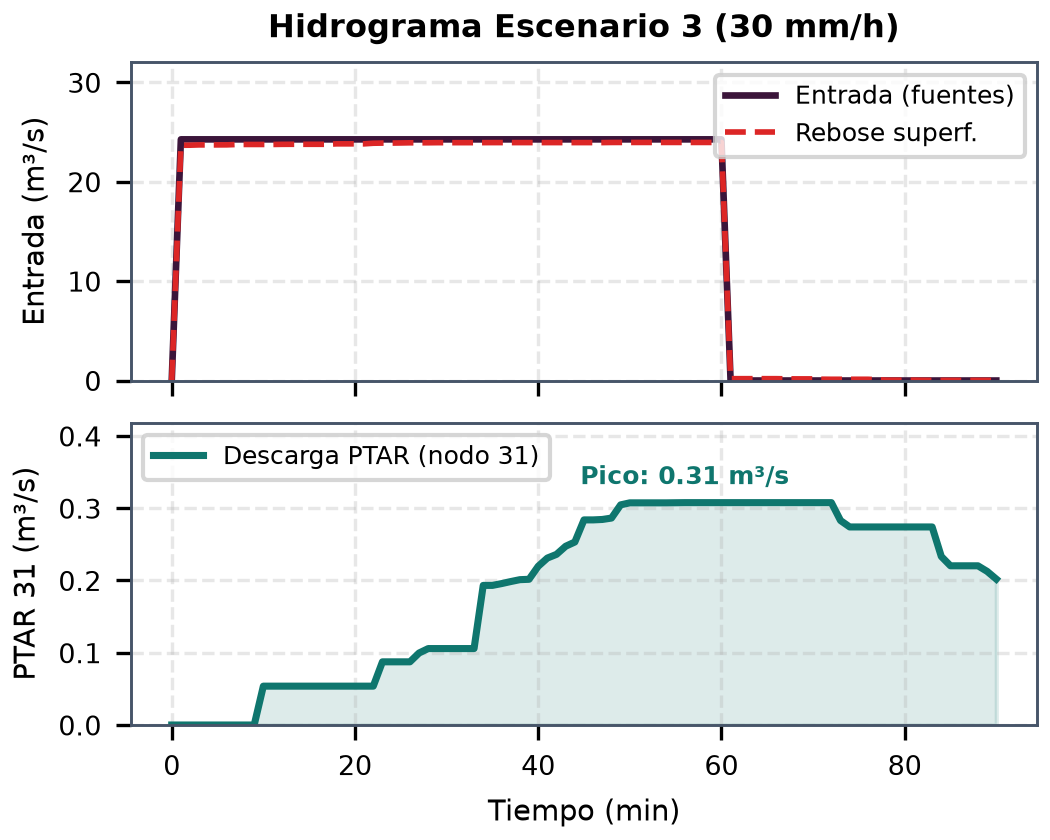 Hidrograma Escenario 3 (30 mm/h)
Entrada (m³/s)
30
20
10
0
Entrada (fuentes)
Rebose superf.
PTAR 31 (m³/s)
0.4
0.3
0.2
0.1
0.0
Descarga PTAR (nodo 31)
Pico: 0.31 m³/s
0 20 40 60 80
Tiempo (min)